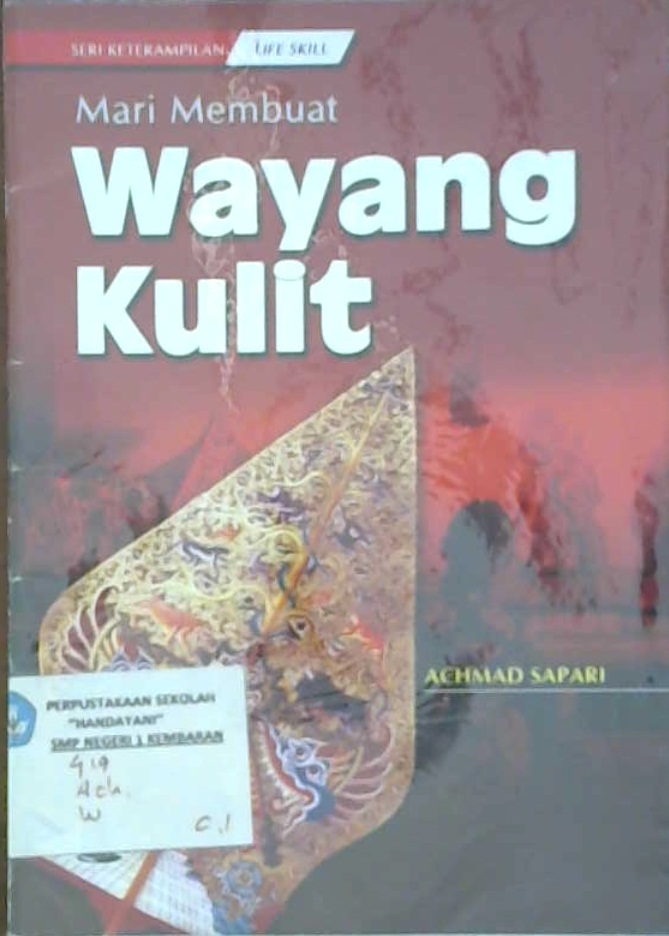 SERI KETERAMPILAN LIFE SKILL
Mari Membuat
Wayang
Kulit
ACHMAD SAPARI
PERPUSTAKAAN SEKOLAH
"HANDAYANI"
SMP NEGERI 1 KEMBARAN
419
Ach.
W
C.1